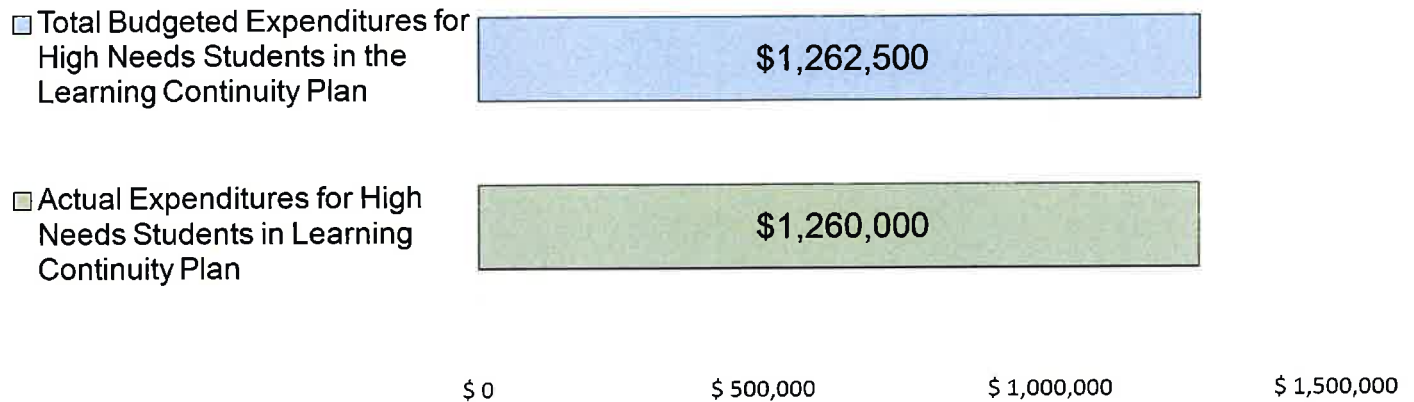 Total Budgeted Expenditures for
High Needs Students in the
Learning Continuity Plan
$1,262,500
Actual Expenditures for High
Needs Students in Learning
Continuity Plan
$1,260,000
$ 0
$ 500,000
$ 1,000,000
$ 1,500,000